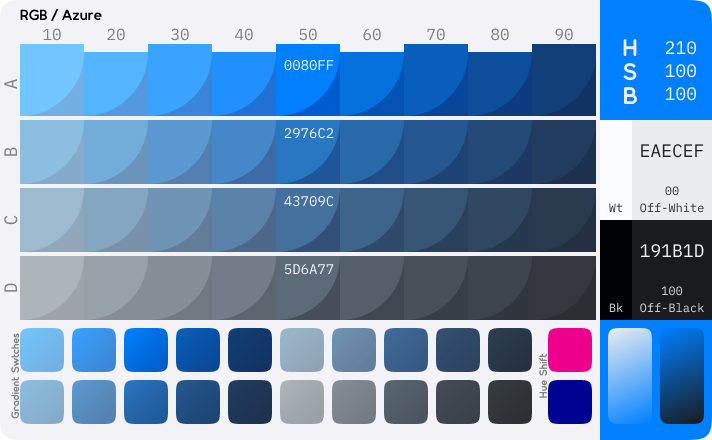 RGB / Azure
10 20 30 40 50 60 70 80 90
A
0080FF
B
2976C2
C
43709C
D
5D6A77
Gradient Swtches
Hue Shift
H 210
S 100
B 100
EAECEF
00
Wt Off-White
191B1D
100
Bk Off-Black